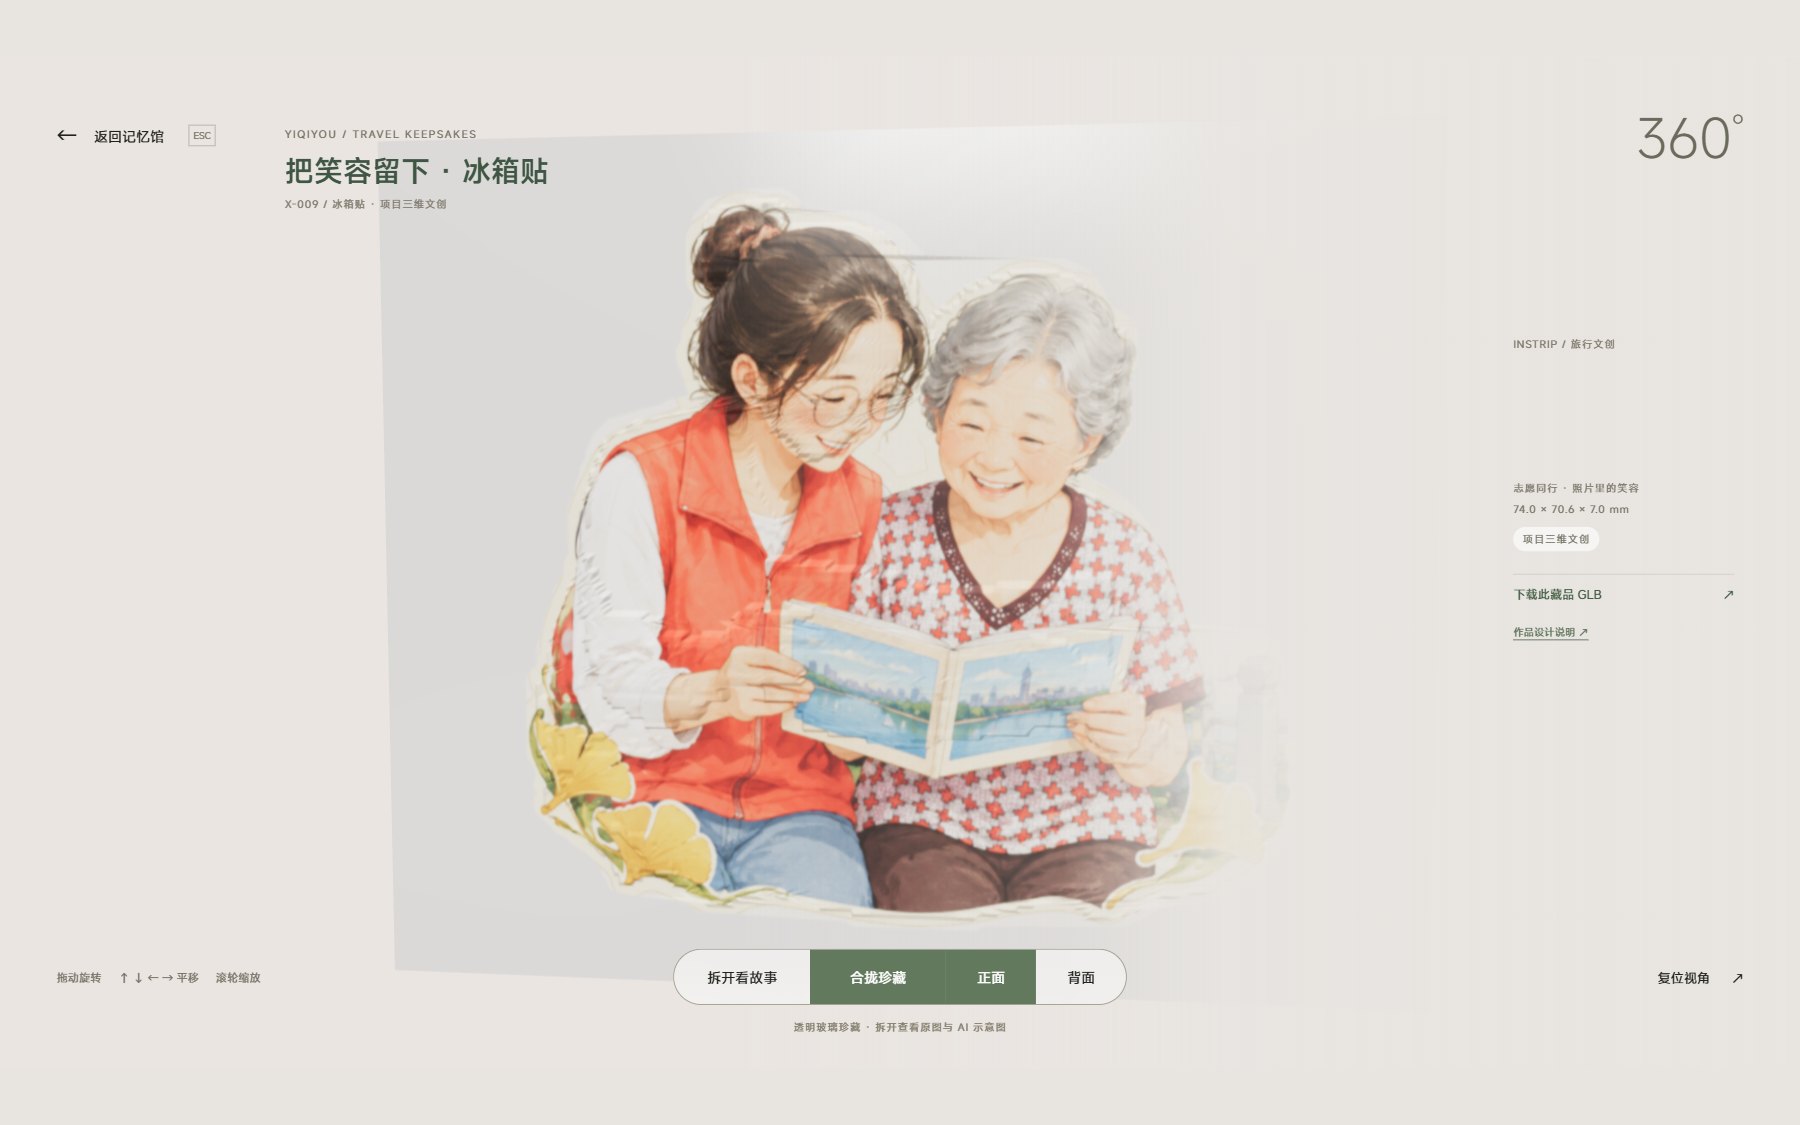 ← 返回记忆馆 ESC
YIQIYOU / TRAVEL KEEPSAKES
把笑容留下 · 冰箱贴
X-009 / 冰箱贴 · 项目三维文创
360°
INSTRIP / 旅行文创
志愿同行 · 照片里的笑容
74.0 × 70.6 × 7.0 mm
项目三维文创
下载此藏品 GLB ↗
作品设计说明 ↗
拖动旋转 ↑ ↓ ← → 平移 滚轮缩放
拆开看故事 合拢珍藏 正面 背面
复位视角 ↗
透明玻璃珍藏 · 拆开查看原图与 AI 示意图